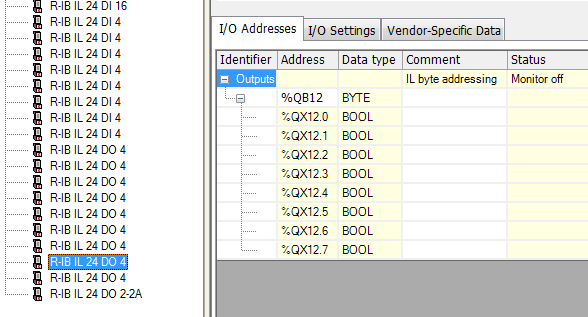 R-IB IL 24 DI 16
R-IB IL 24 DI 4
R-IB IL 24 DI 4
R-IB IL 24 DI 4
R-IB IL 24 DI 4
R-IB IL 24 DI 4
R-IB IL 24 DI 4
R-IB IL 24 DI 4
R-IB IL 24 DI 4
R-IB IL 24 DO 4
R-IB IL 24 DO 4
R-IB IL 24 DO 4
R-IB IL 24 DO 4
R-IB IL 24 DO 4
R-IB IL 24 DO 4
R-IB IL 24 DO 4
R-IB IL 24 DO 4
R-IB IL 24 DO 4
R-IB IL 24 DO 2-2A
I/O Addresses I/O Settings Vendor-Specific Data
Identifier Address Data type Comment Status
Outputs IL byte addressing Monitor off
%QB12 BYTE
%QX12.0 BOOL
%QX12.1 BOOL
%QX12.2 BOOL
%QX12.3 BOOL
%QX12.4 BOOL
%QX12.5 BOOL
%QX12.6 BOOL
%QX12.7 BOOL